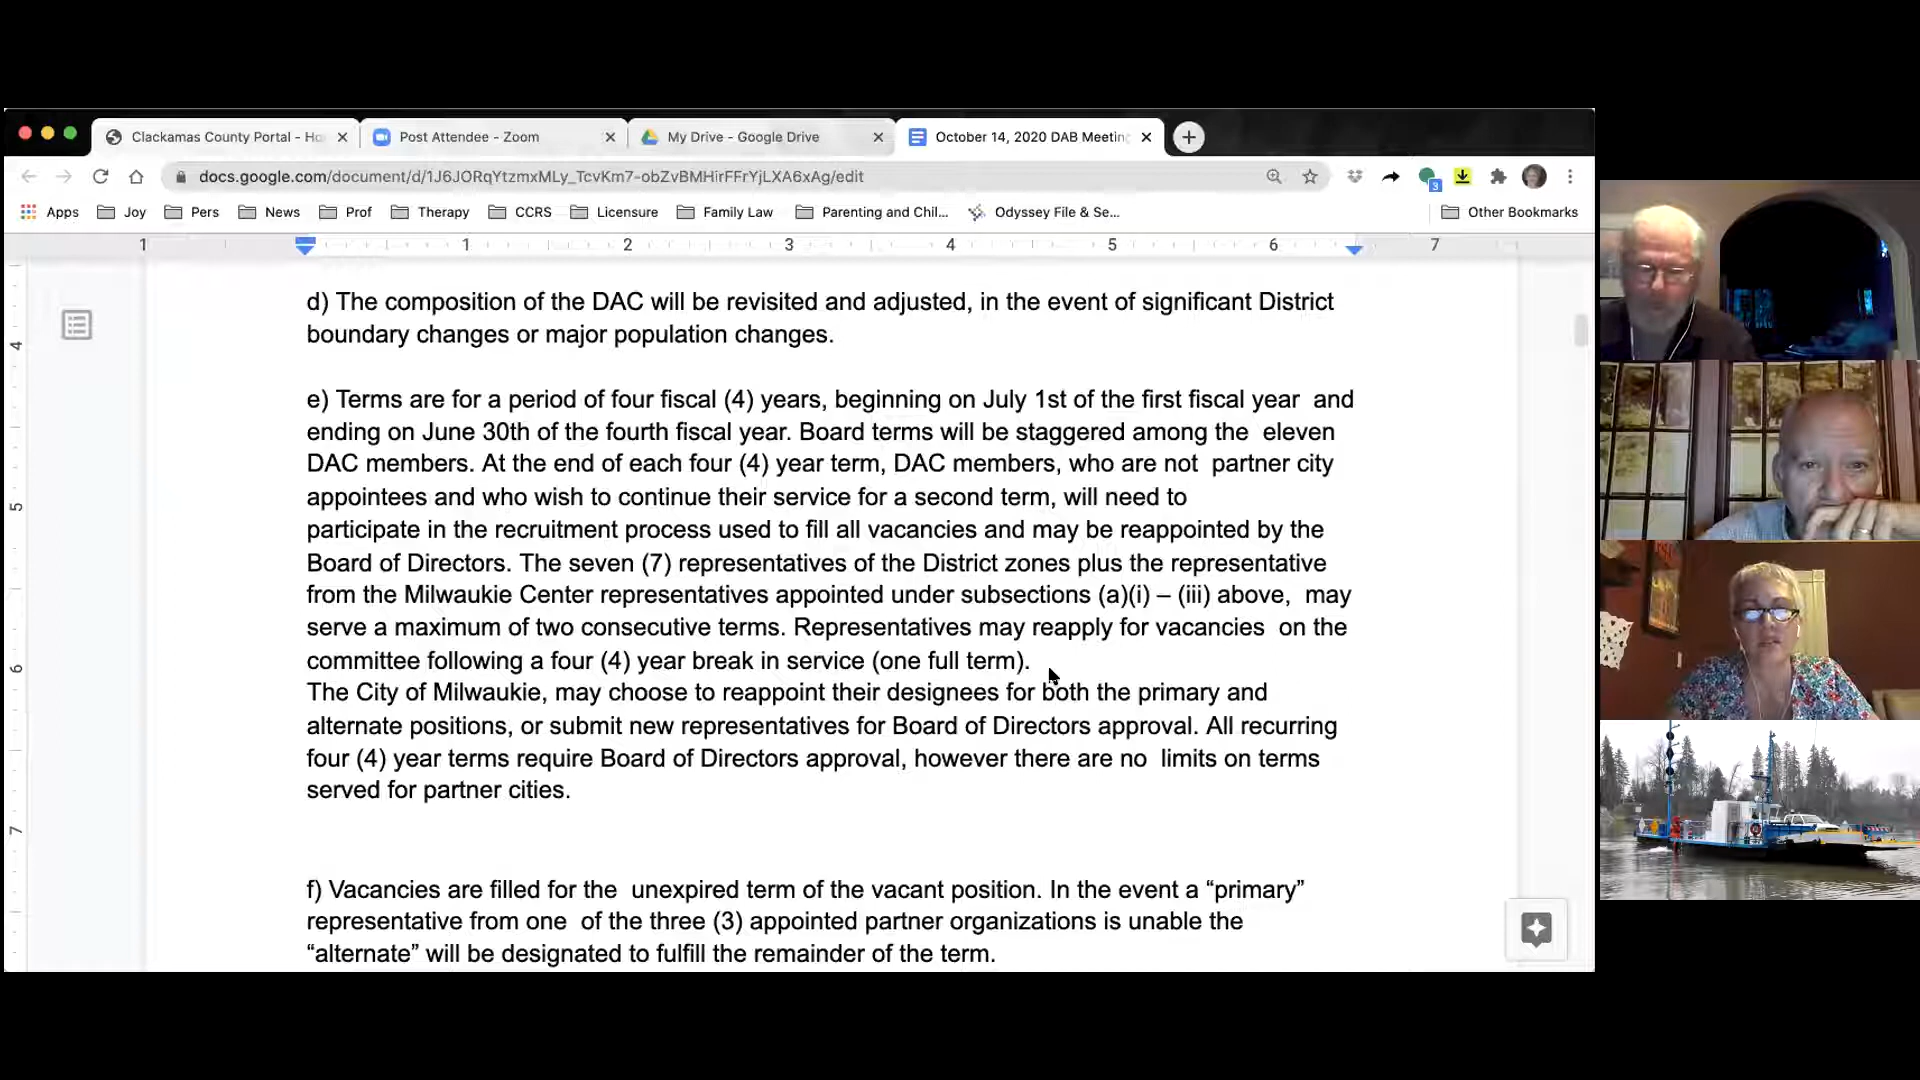 Clackamas County Portal - Ho
Post Attendee - Zoom
My Drive - Google Drive
October 14, 2020 DAB Meetin
docs.google.com/document/d/1J6JORqYtzmxMLy_TcvKm7-obZvBMHirFFrYjLXA6xAg/edit
3
Apps Joy Pers News Prof Therapy CCRS Licensure Family Law Parenting and Chil... Odyssey File & Se... Other Bookmarks
1 1 2 3 4 5 6 7
d) The composition of the DAC will be revisited and adjusted, in the event of significant District
boundary changes or major population changes.
4
e) Terms are for a period of four fiscal (4) years, beginning on July 1st of the first fiscal year and
ending on June 30th of the fourth fiscal year. Board terms will be staggered among the eleven
DAC members. At the end of each four (4) year term, DAC members, who are not partner city
appointees and who wish to continue their service for a second term, will need to
5
participate in the recruitment process used to fill all vacancies and may be reappointed by the
Board of Directors. The seven (7) representatives of the District zones plus the representative
from the Milwaukie Center representatives appointed under subsections (a)(i) – (iii) above, may
serve a maximum of two consecutive terms. Representatives may reapply for vacancies on the
committee following a four (4) year break in service (one full term).
6
The City of Milwaukie, may choose to reappoint their designees for both the primary and
alternate positions, or submit new representatives for Board of Directors approval. All recurring
four (4) year terms require Board of Directors approval, however there are no limits on terms
served for partner cities.
7
f) Vacancies are filled for the unexpired term of the vacant position. In the event a “primary”
representative from one of the three (3) appointed partner organizations is unable the
“alternate” will be designated to fulfill the remainder of the term.